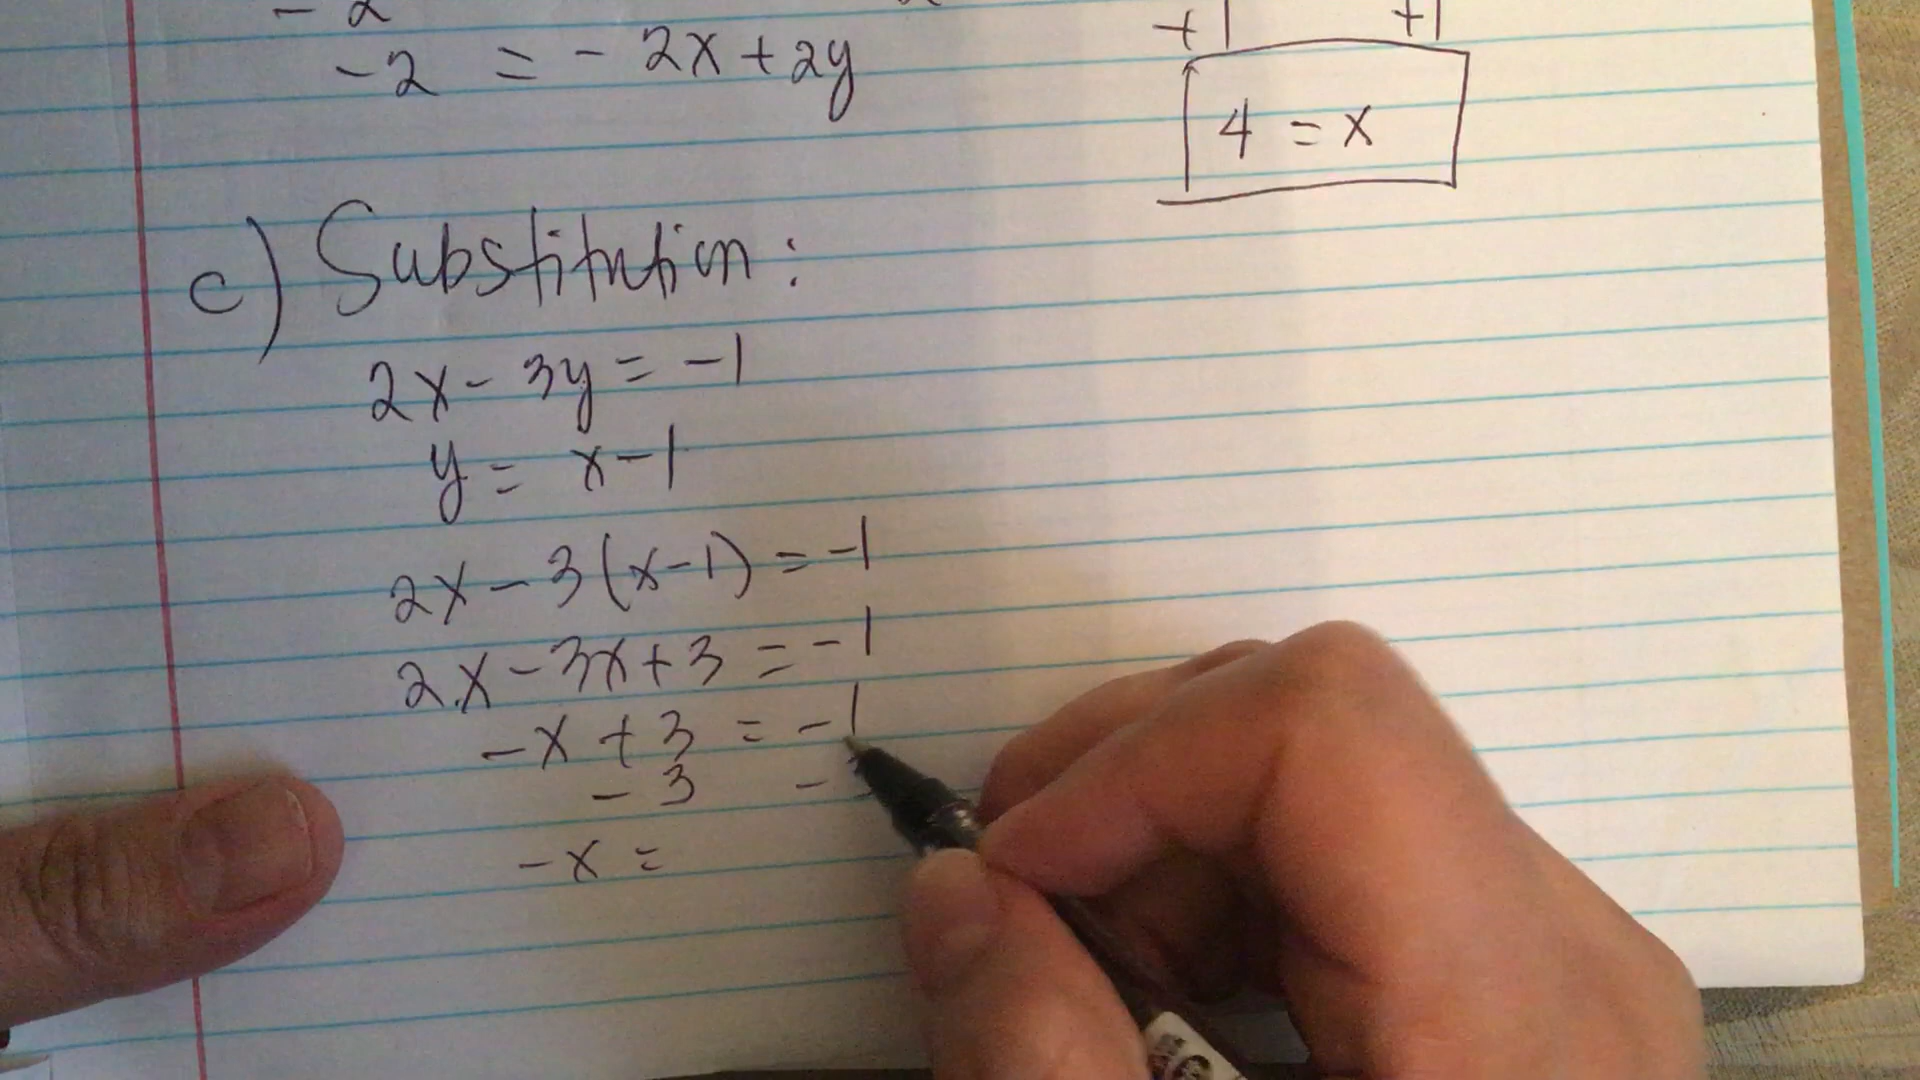 - 2
-2 = - 2x + 2y
+1 +1
4 = x
c) Substitution:
2x - 3y = -1
y = x - 1
2x - 3(x-1) = -1
2x - 3x + 3 = -1
-x + 3 = -1
- 3 -
-x =